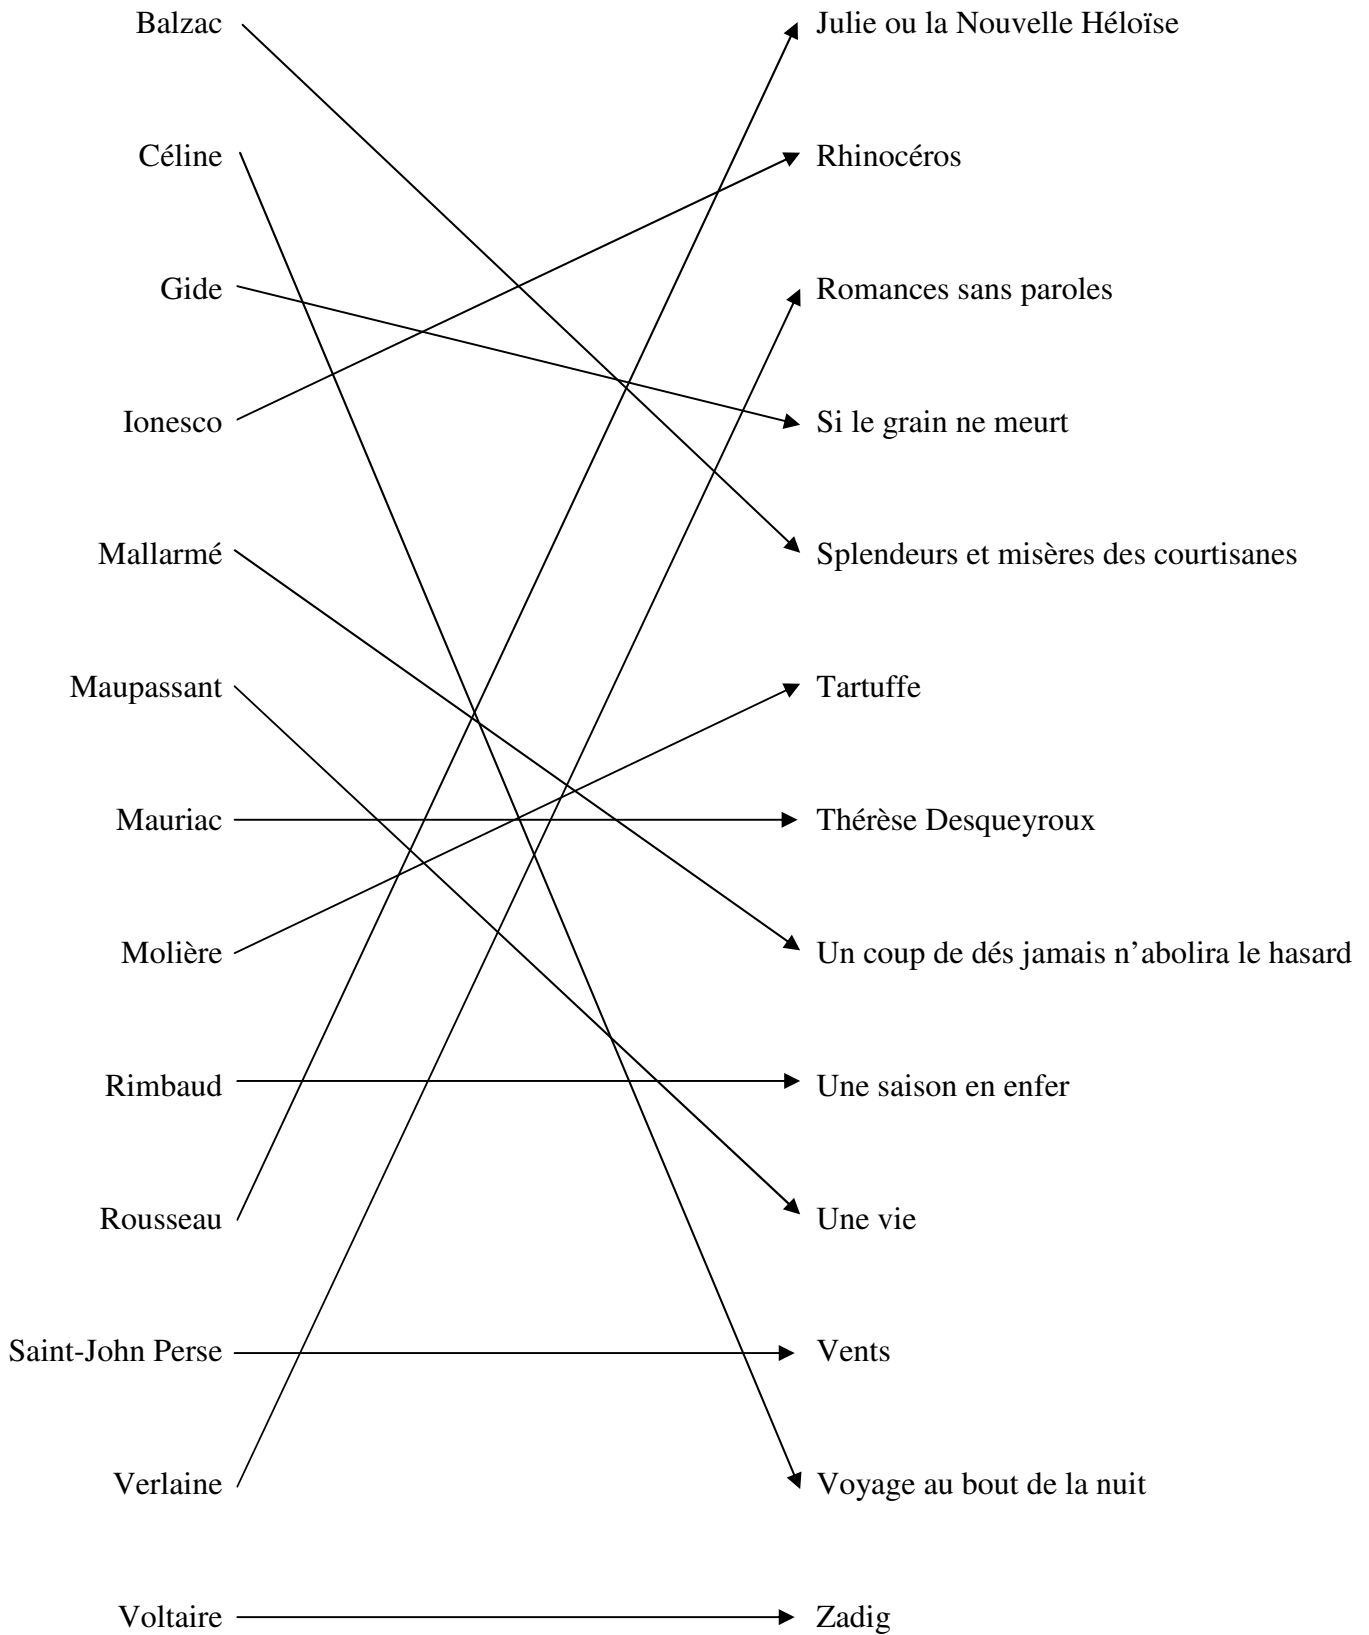 Balzac Julie ou la Nouvelle Héloïse
Céline Rhinocéros
Gide Romances sans paroles
Ionesco Si le grain ne meurt
Mallarmé Splendeurs et misères des courtisanes
Maupassant Tartuffe
Mauriac Thérèse Desqueyroux
Molière Un coup de dés jamais n’abolira le hasard
Rimbaud Une saison en enfer
Rousseau Une vie
Saint-John Perse Vents
Verlaine Voyage au bout de la nuit
Voltaire Zadig